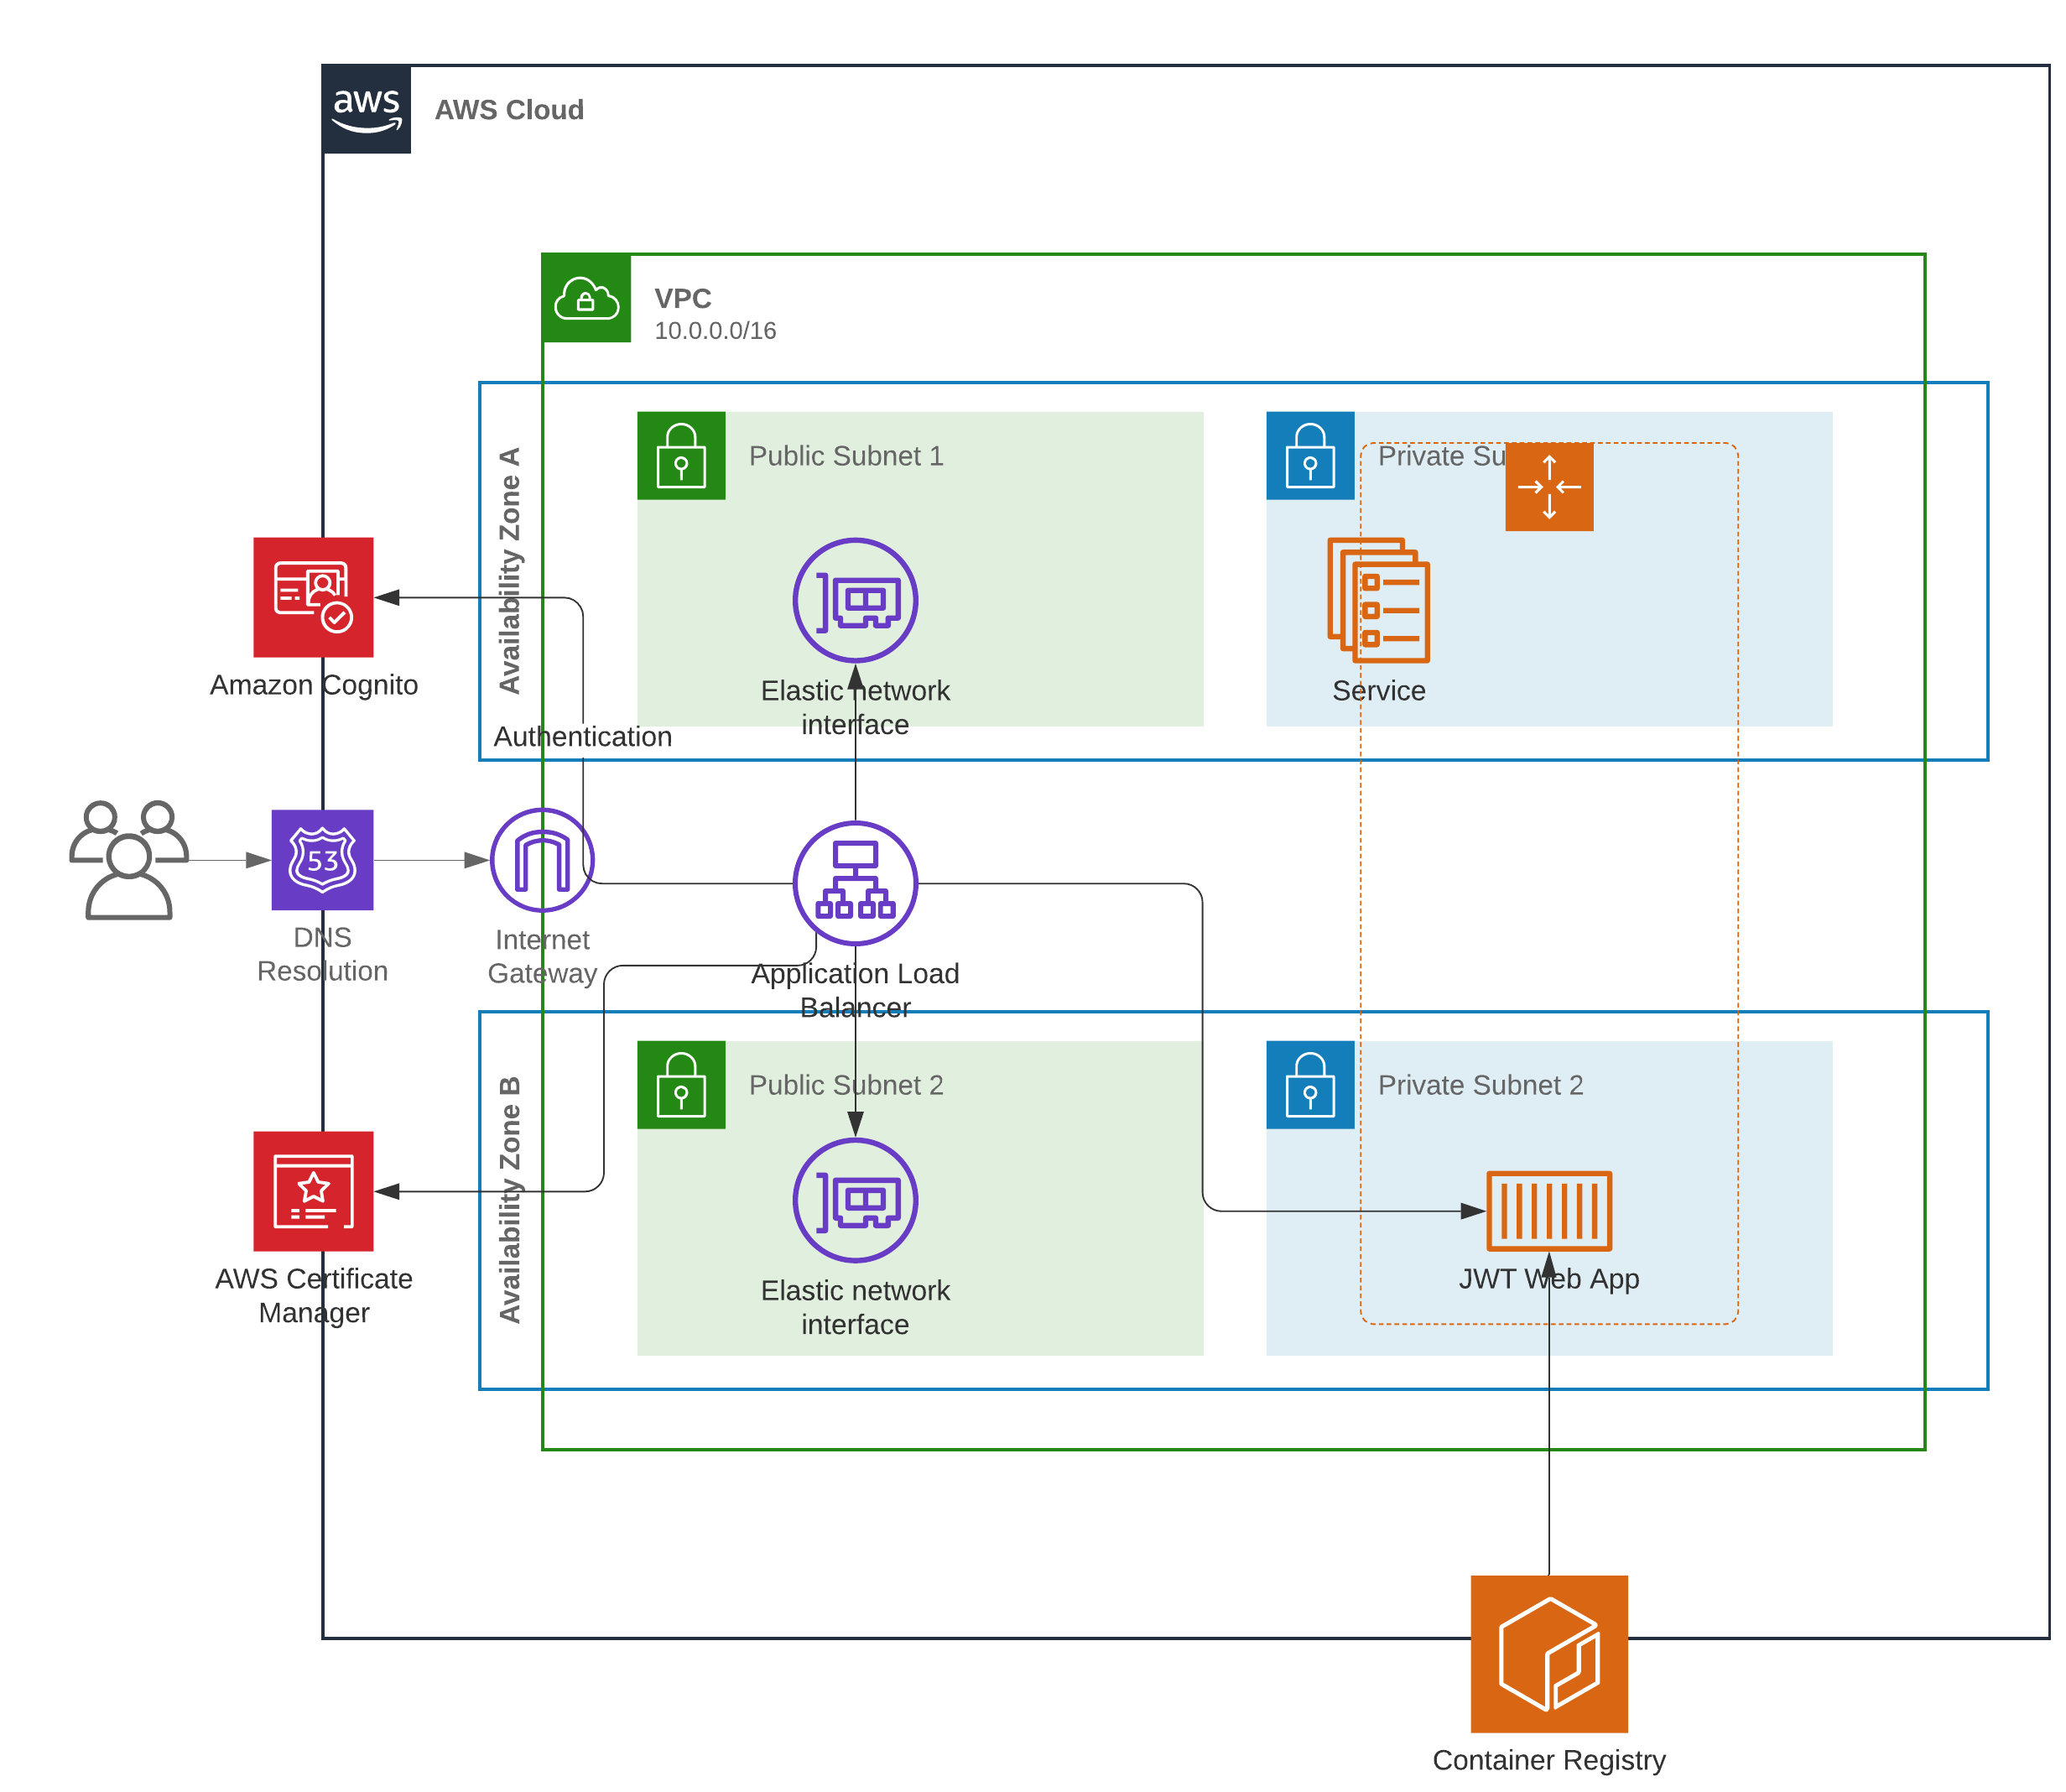 aws
AWS Cloud
VPC
10.0.0.0/16
Availability Zone A
Public Subnet 1
Private Su
Elastic network
interface
Service
Amazon Cognito
Authentication
53
DNS
Resolution
Internet
Gateway
Application Load
Balancer
Availability Zone B
Public Subnet 2
Private Subnet 2
Elastic network
interface
JWT Web App
AWS Certificate
Manager
Container Registry